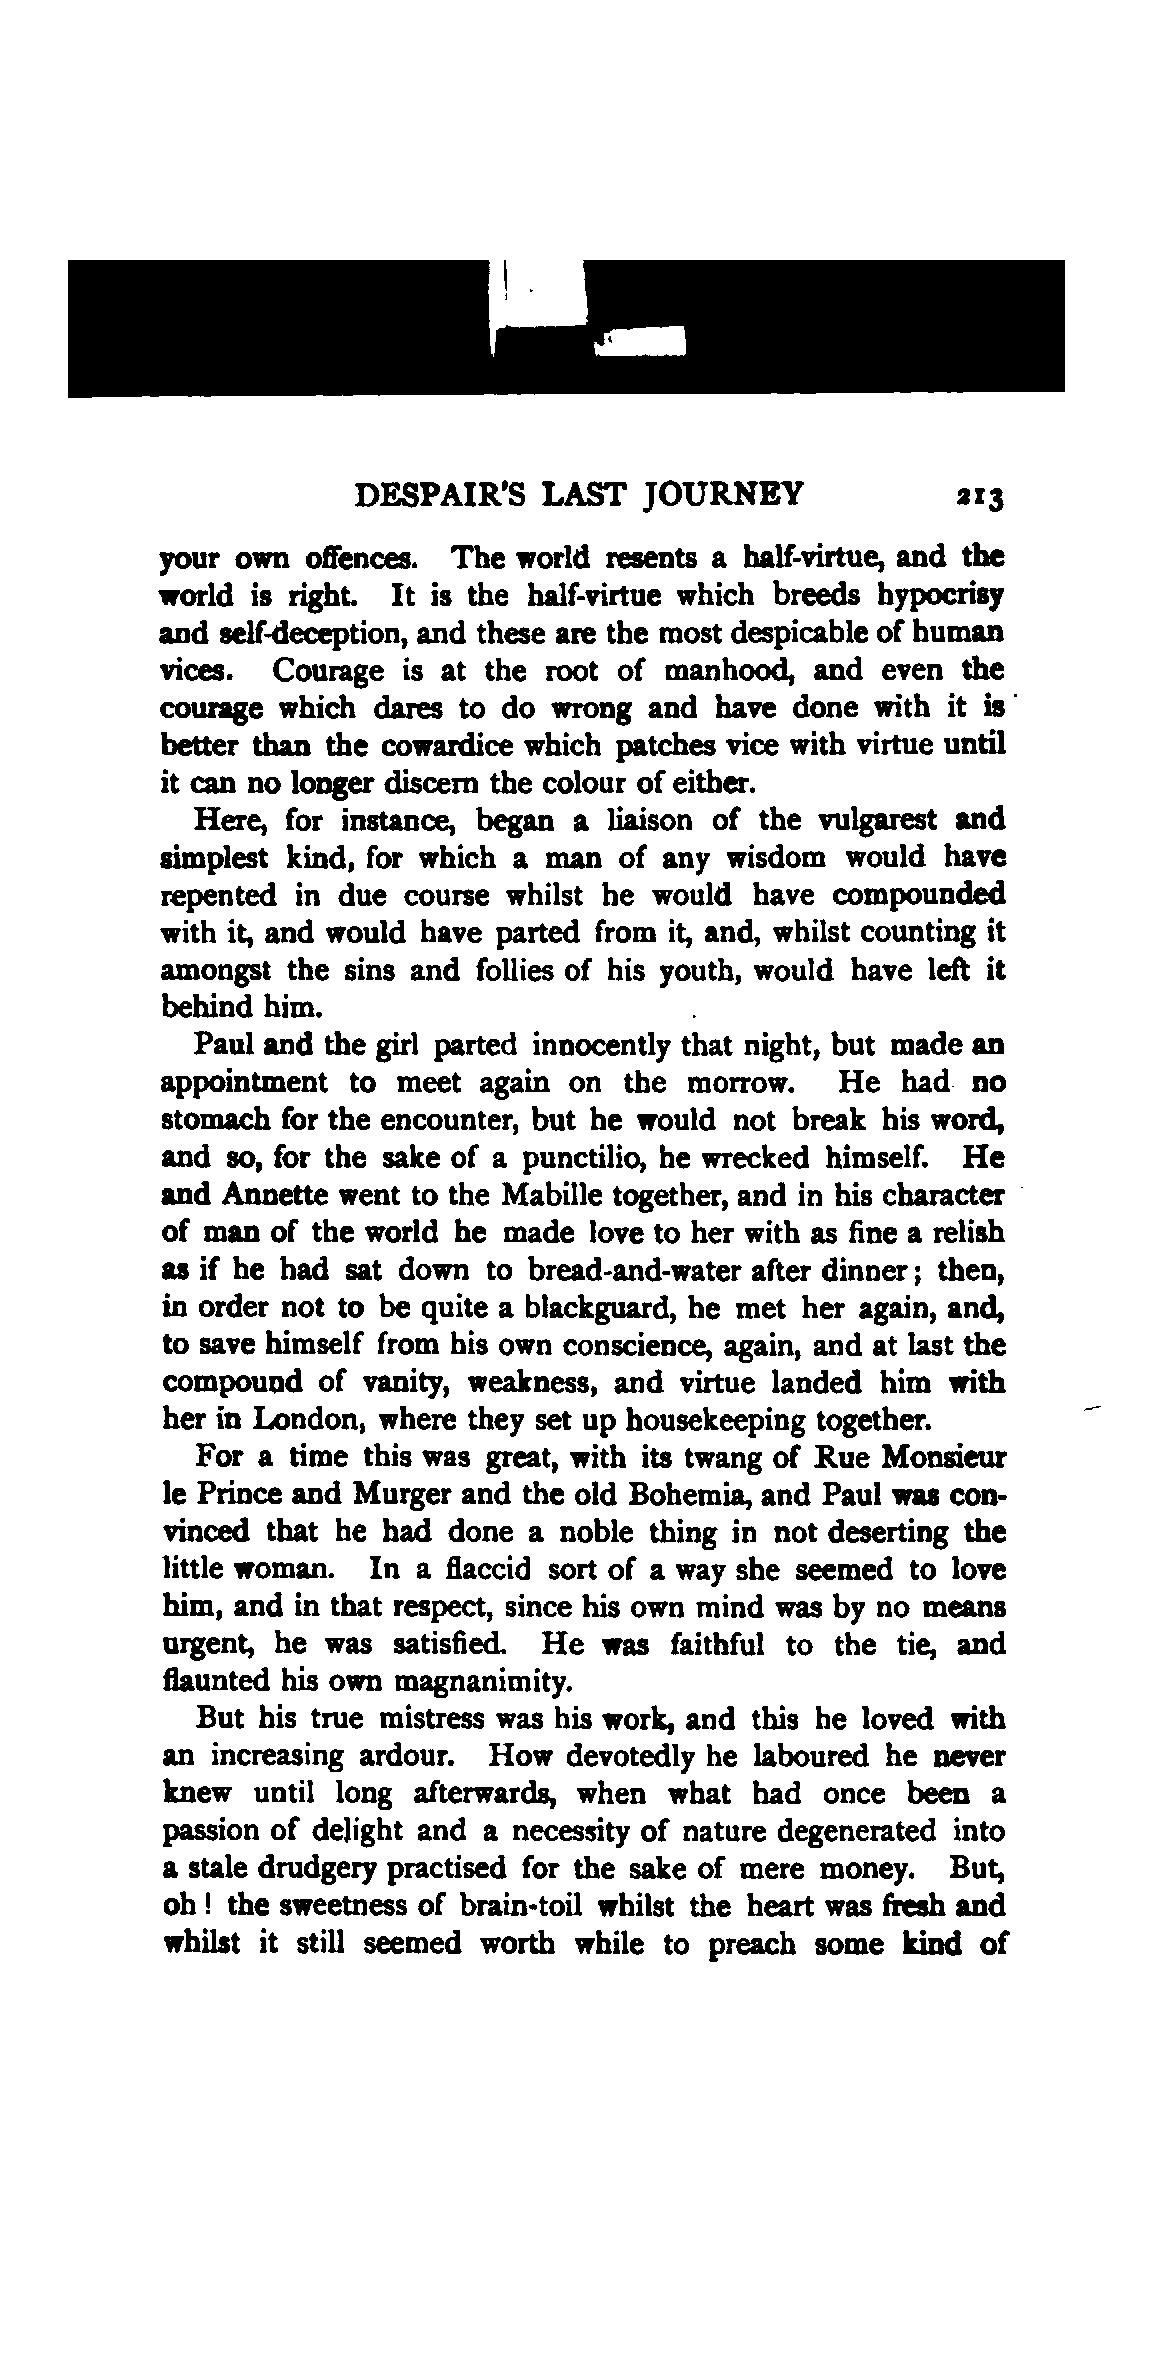 DESPAIR'S LAST JOURNEY 213
your own offences. The world resents a half-virtue, and the
world is right. It is the half-virtue which breeds hypocrisy
and self-deception, and these are the most despicable of human
vices. Courage is at the root of manhood, and even the
courage which dares to do wrong and have done with it is
better than the cowardice which patches vice with virtue until
it can no longer discern the colour of either.
Here, for instance, began a liaison of the vulgarest and
simplest kind, for which a man of any wisdom would have
repented in due course whilst he would have compounded
with it, and would have parted from it, and, whilst counting it
amongst the sins and follies of his youth, would have left it
behind him.
Paul and the girl parted innocently that night, but made an
appointment to meet again on the morrow. He had no
stomach for the encounter, but he would not break his word,
and so, for the sake of a punctilio, he wrecked himself. He
and Annette went to the Mabille together, and in his character
of man of the world he made love to her with as fine a relish
as if he had sat down to bread-and-water after dinner; then,
in order not to be quite a blackguard, he met her again, and,
to save himself from his own conscience, again, and at last the
compound of vanity, weakness, and virtue landed him with
her in London, where they set up housekeeping together.
For a time this was great, with its twang of Rue Monsieur
le Prince and Murger and the old Bohemia, and Paul was con-
vinced that he had done a noble thing in not deserting the
little woman. In a flaccid sort of a way she seemed to love
him, and in that respect, since his own mind was by no means
urgent, he was satisfied. He was faithful to the tie, and
flaunted his own magnanimity.
But his true mistress was his work, and this he loved with
an increasing ardour. How devotedly he laboured he never
knew until long afterwards, when what had once been a
passion of delight and a necessity of nature degenerated into
a stale drudgery practised for the sake of mere money. But,
oh! the sweetness of brain-toil whilst the heart was fresh and
whilst it still seemed worth while to preach some kind of